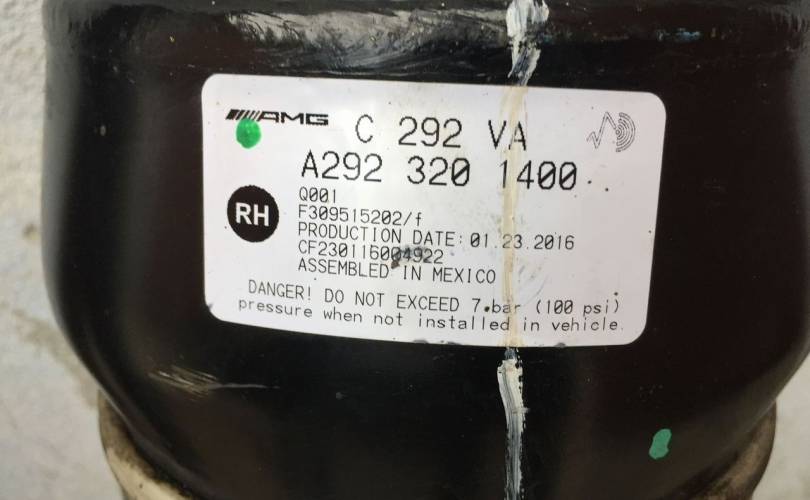 AMG C 292 VA
A292 320 1400
RH
Q001
F309515202/f
PRODUCTION DATE: 01.23.2016
CF230116004922
ASSEMBLED IN MEXICO
DANGER! DO NOT EXCEED 7.bar (100 psi)
pressure when not installed in vehicle.